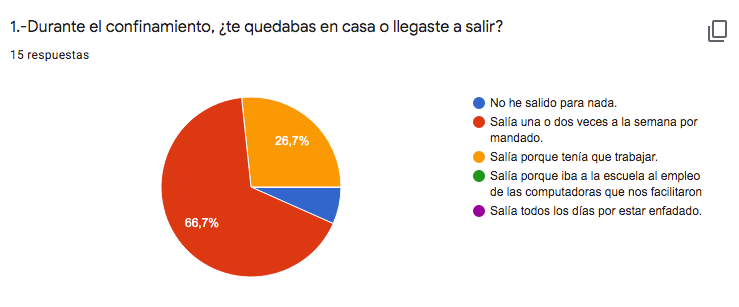 1.-Durante el confinamiento, ¿te quedabas en casa o llegaste a salir?
15 respuestas
26,7%
66,7%
No he salido para nada.
Salía una o dos veces a la semana por
mandado.
Salía porque tenía que trabajar.
Salía porque iba a la escuela al empleo
de las computadoras que nos facilitaron
Salía todos los días por estar enfadado.